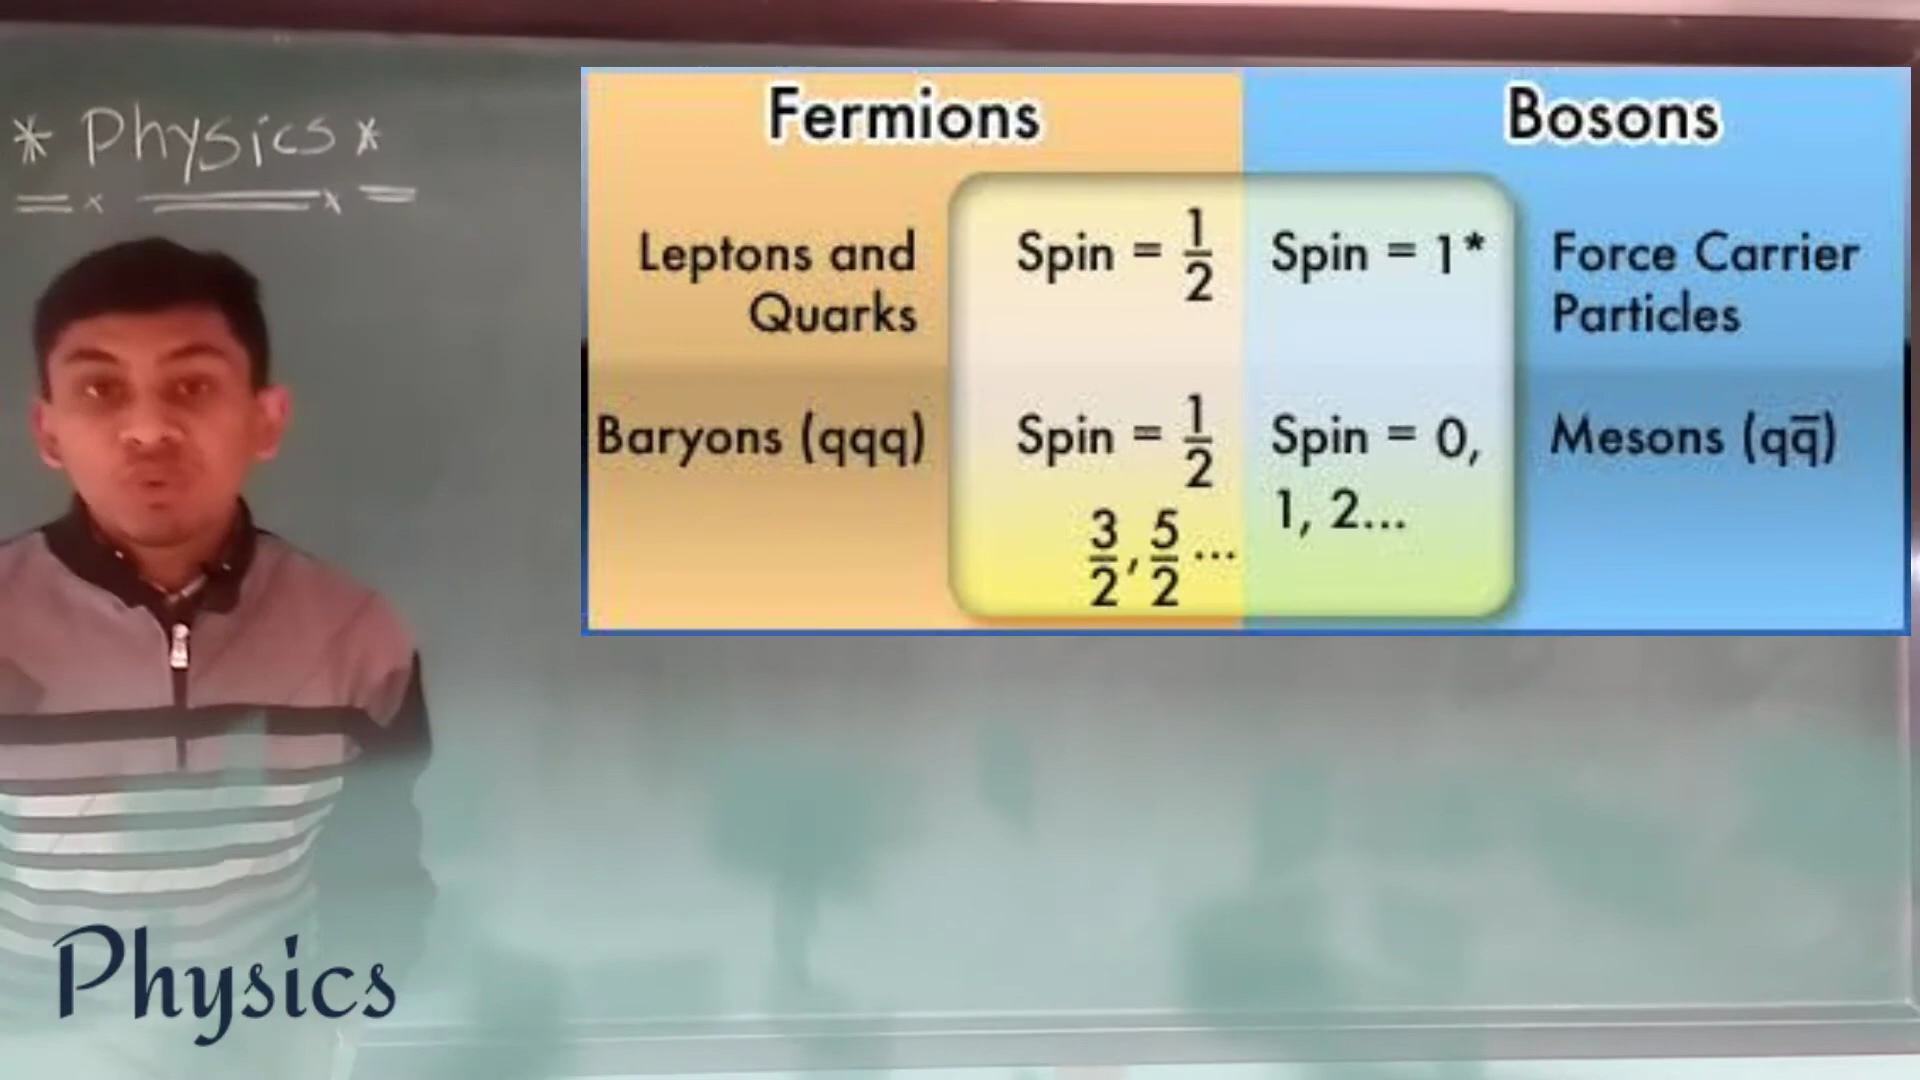 * Physics *
Fermions
Bosons
Leptons and
Quarks
Spin = 1/2
Spin = 1*
Force Carrier
Particles
Baryons (qqq)
Spin = 1/2
3/2, 5/2 ...
Spin = 0,
1, 2...
Mesons (qq̅)
Physics